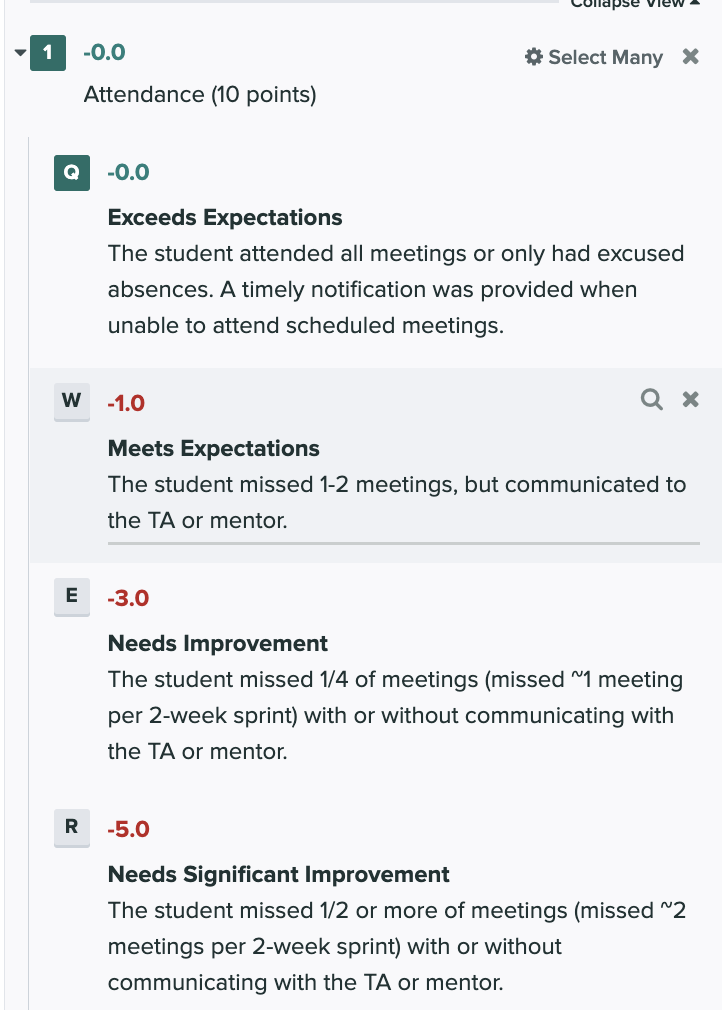 Collapse View
1 -0.0 Select Many
Attendance (10 points)
Q -0.0
Exceeds Expectations
The student attended all meetings or only had excused
absences. A timely notification was provided when
unable to attend scheduled meetings.
W -1.0
Meets Expectations
The student missed 1-2 meetings, but communicated to
the TA or mentor.
E -3.0
Needs Improvement
The student missed 1/4 of meetings (missed ~1 meeting
per 2-week sprint) with or without communicating with
the TA or mentor.
R -5.0
Needs Significant Improvement
The student missed 1/2 or more of meetings (missed ~2
meetings per 2-week sprint) with or without
communicating with the TA or mentor.